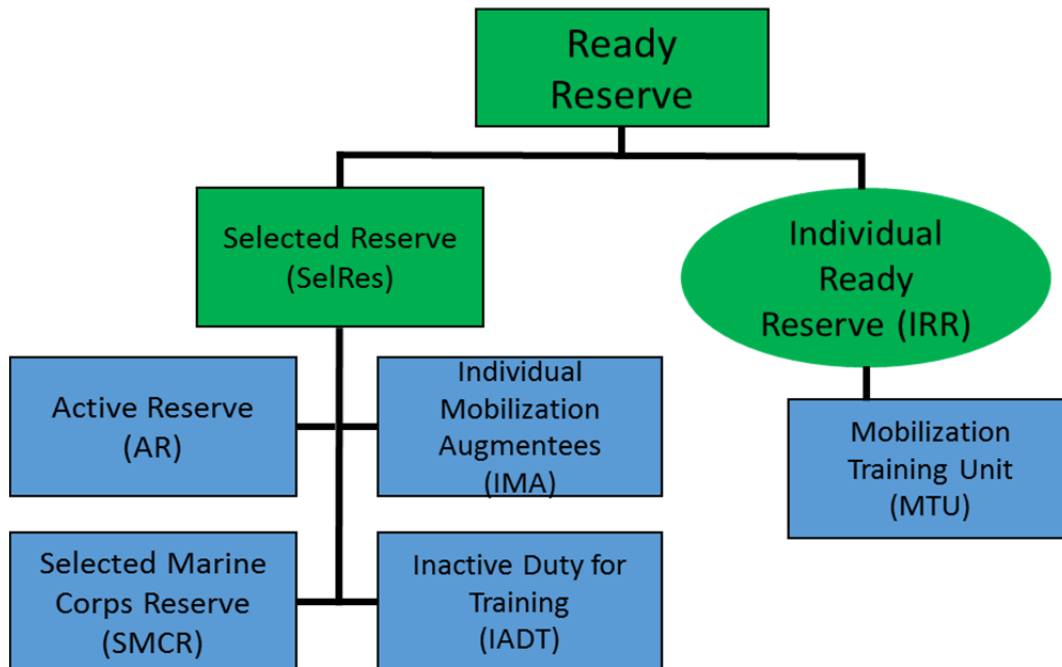 Ready
Reserve
Selected Reserve
(SelRes)
Individual
Ready
Reserve (IRR)
Active Reserve
(AR)
Individual
Mobilization
Augmentees
(IMA)
Mobilization
Training Unit
(MTU)
Selected Marine
Corps Reserve
(SMCR)
Inactive Duty for
Training
(IADT)